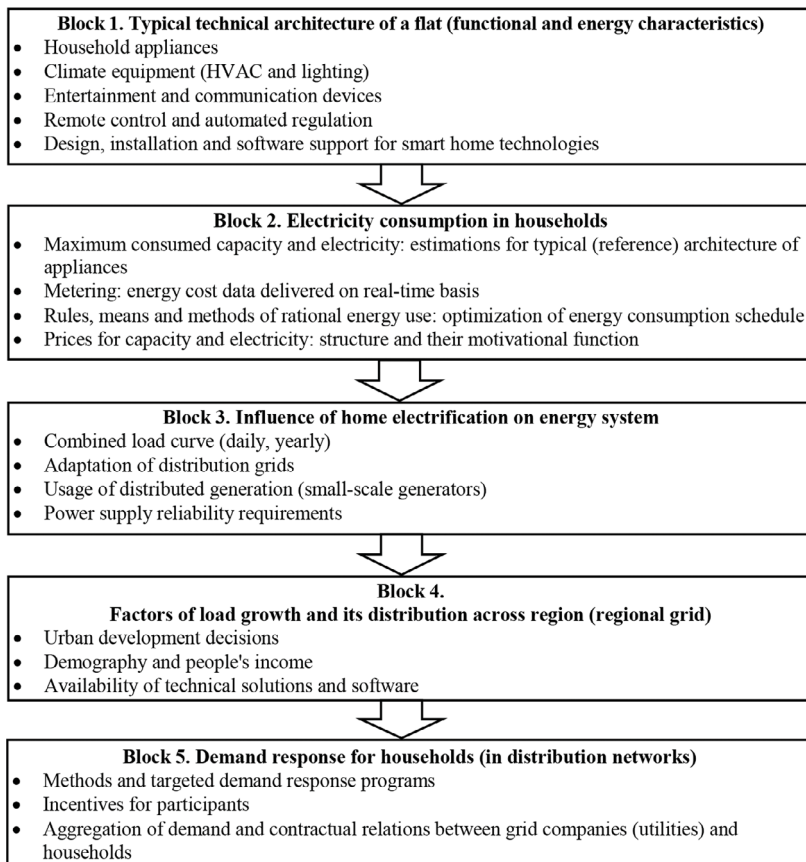 Block 1. Typical technical architecture of a flat (functional and energy characteristics)
• Household appliances
• Climate equipment (HVAC and lighting)
• Entertainment and communication devices
• Remote control and automated regulation
• Design, installation and software support for smart home technologies
Block 2. Electricity consumption in households
• Maximum consumed capacity and electricity: estimations for typical (reference) architecture of
appliances
• Metering: energy cost data delivered on real-time basis
• Rules, means and methods of rational energy use: optimization of energy consumption schedule
• Prices for capacity and electricity: structure and their motivational function
Block 3. Influence of home electrification on energy system
• Combined load curve (daily, yearly)
• Adaptation of distribution grids
• Usage of distributed generation (small-scale generators)
• Power supply reliability requirements
Block 4.
Factors of load growth and its distribution across region (regional grid)
• Urban development decisions
• Demography and people's income
• Availability of technical solutions and software
Block 5. Demand response for households (in distribution networks)
• Methods and targeted demand response programs
• Incentives for participants
• Aggregation of demand and contractual relations between grid companies (utilities) and
households